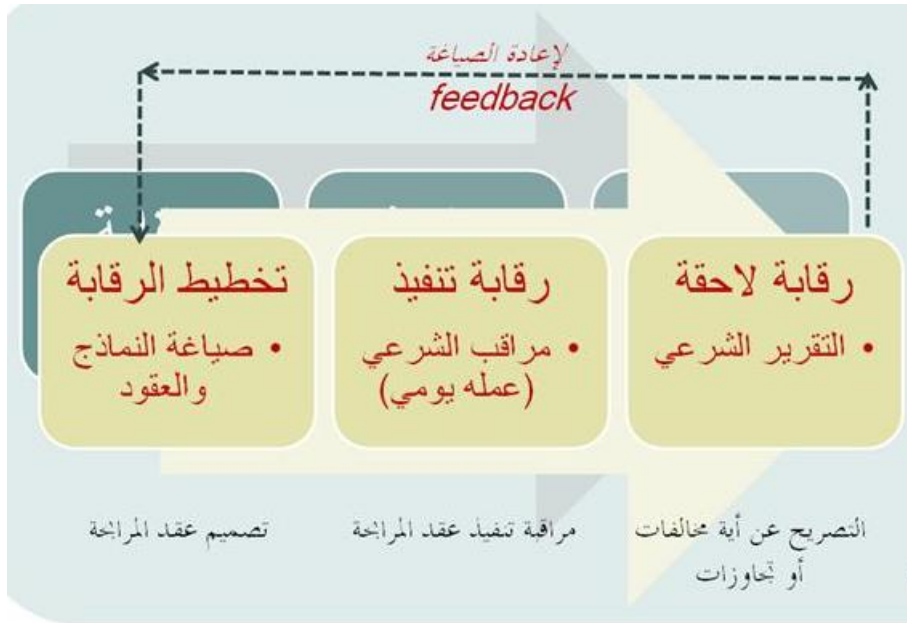 لإعادة الصياغة
feedback
تخطيط الرقابة
• صياغة النماذج
والعقود
رقابة تنفيذ
• مراقب الشرعي
(عمله يومي)
رقابة لاحقة
• التقرير الشرعي
تصميم عقد المرابحة
مراقبة تنفيذ عقد المرابحة
التصريح عن أية مخالفات
أو تجاوزات